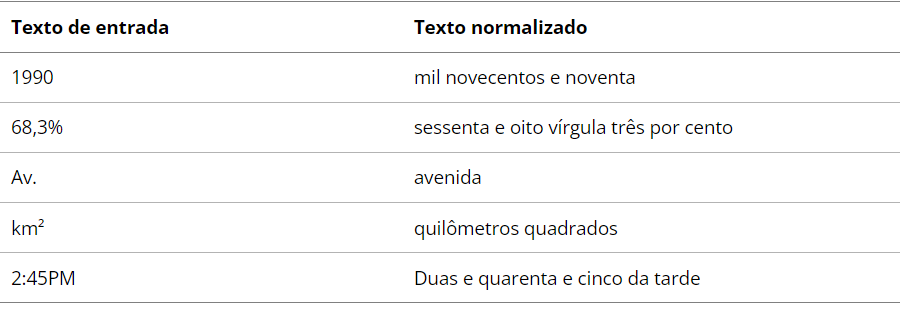 Texto de entrada Texto normalizado
1990 mil novecentos e noventa
68,3% sessenta e oito vírgula três por cento
Av. avenida
km² quilômetros quadrados
2:45PM Duas e quarenta e cinco da tarde